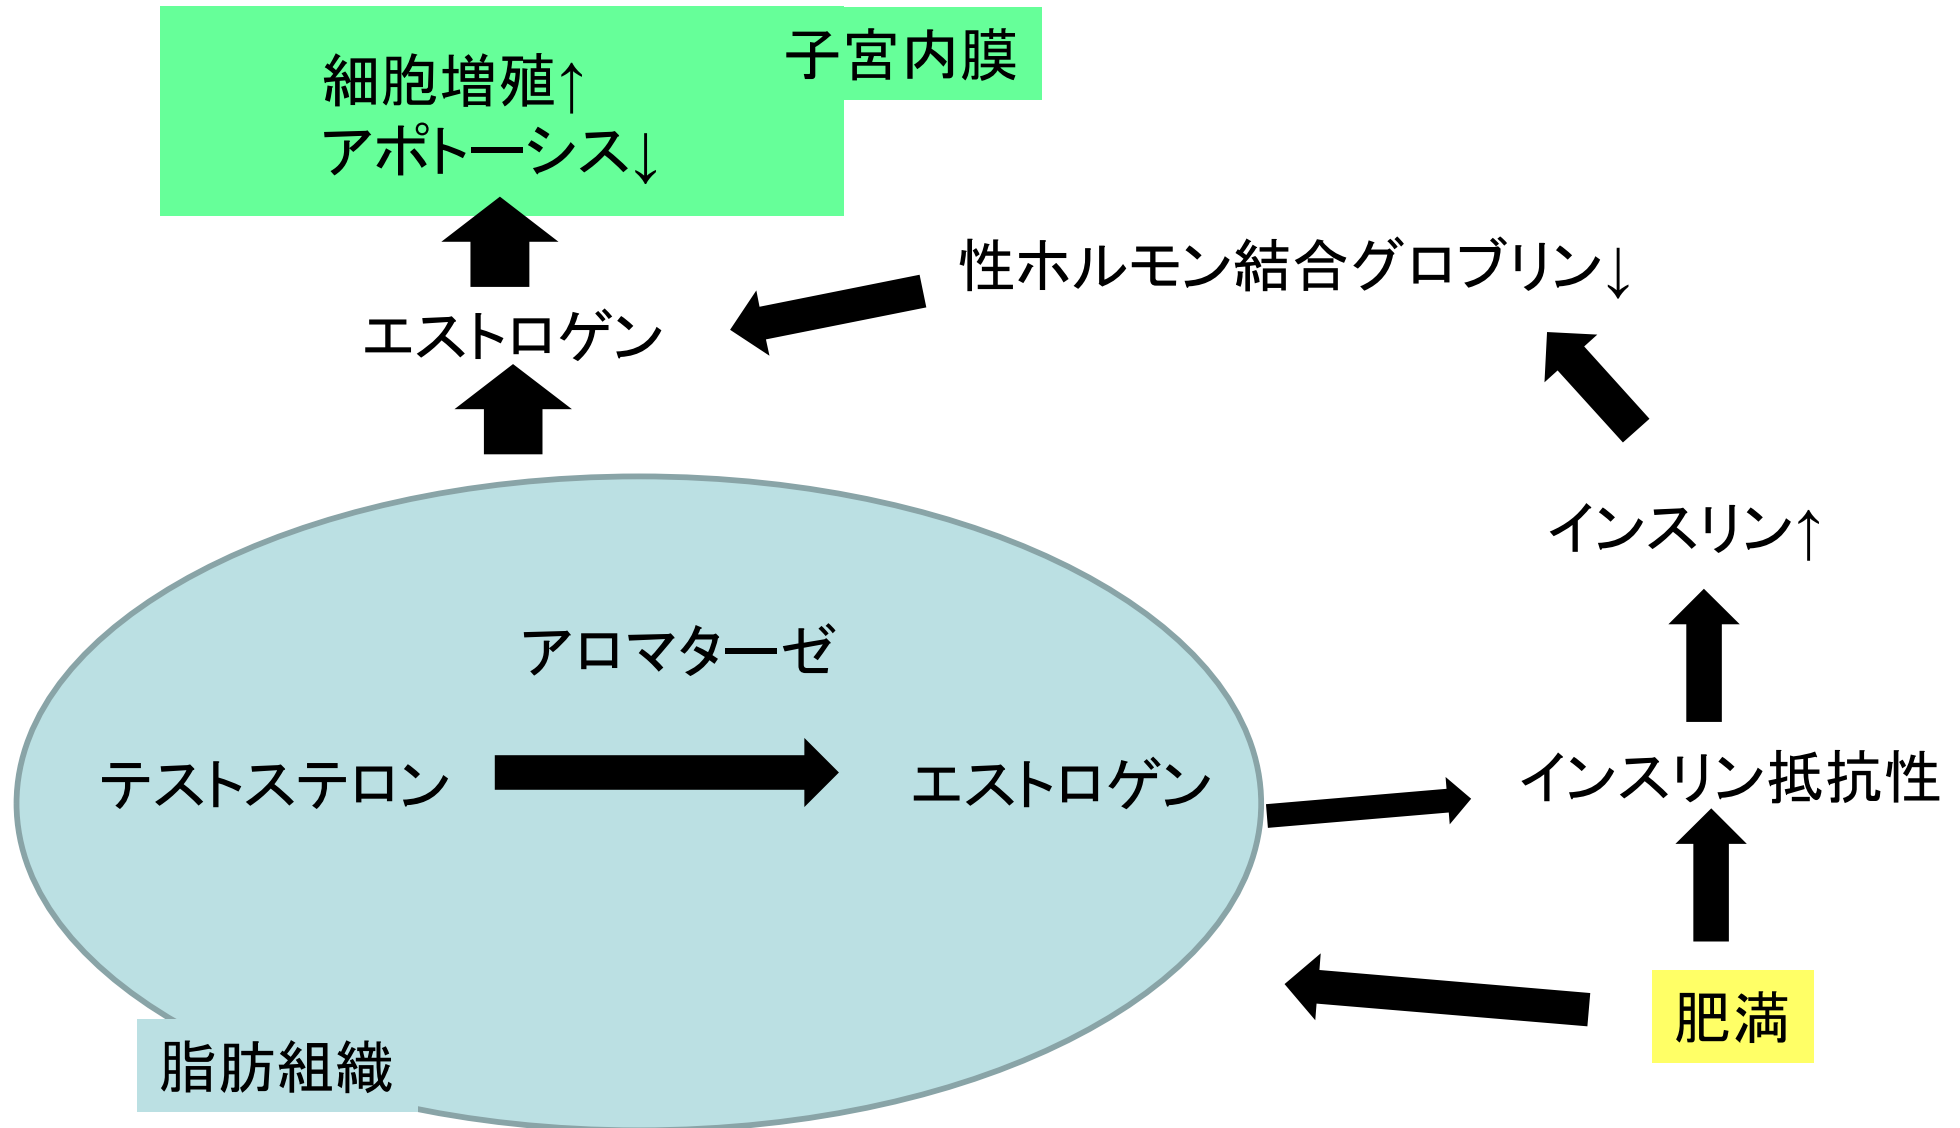 子宮内膜
細胞増殖↑
アポトーシス↓
性ホルモン結合グロブリン↓
エストロゲン
インスリン↑
アロマターゼ
テストステロン
エストロゲン
インスリン抵抗性
肥満
脂肪組織